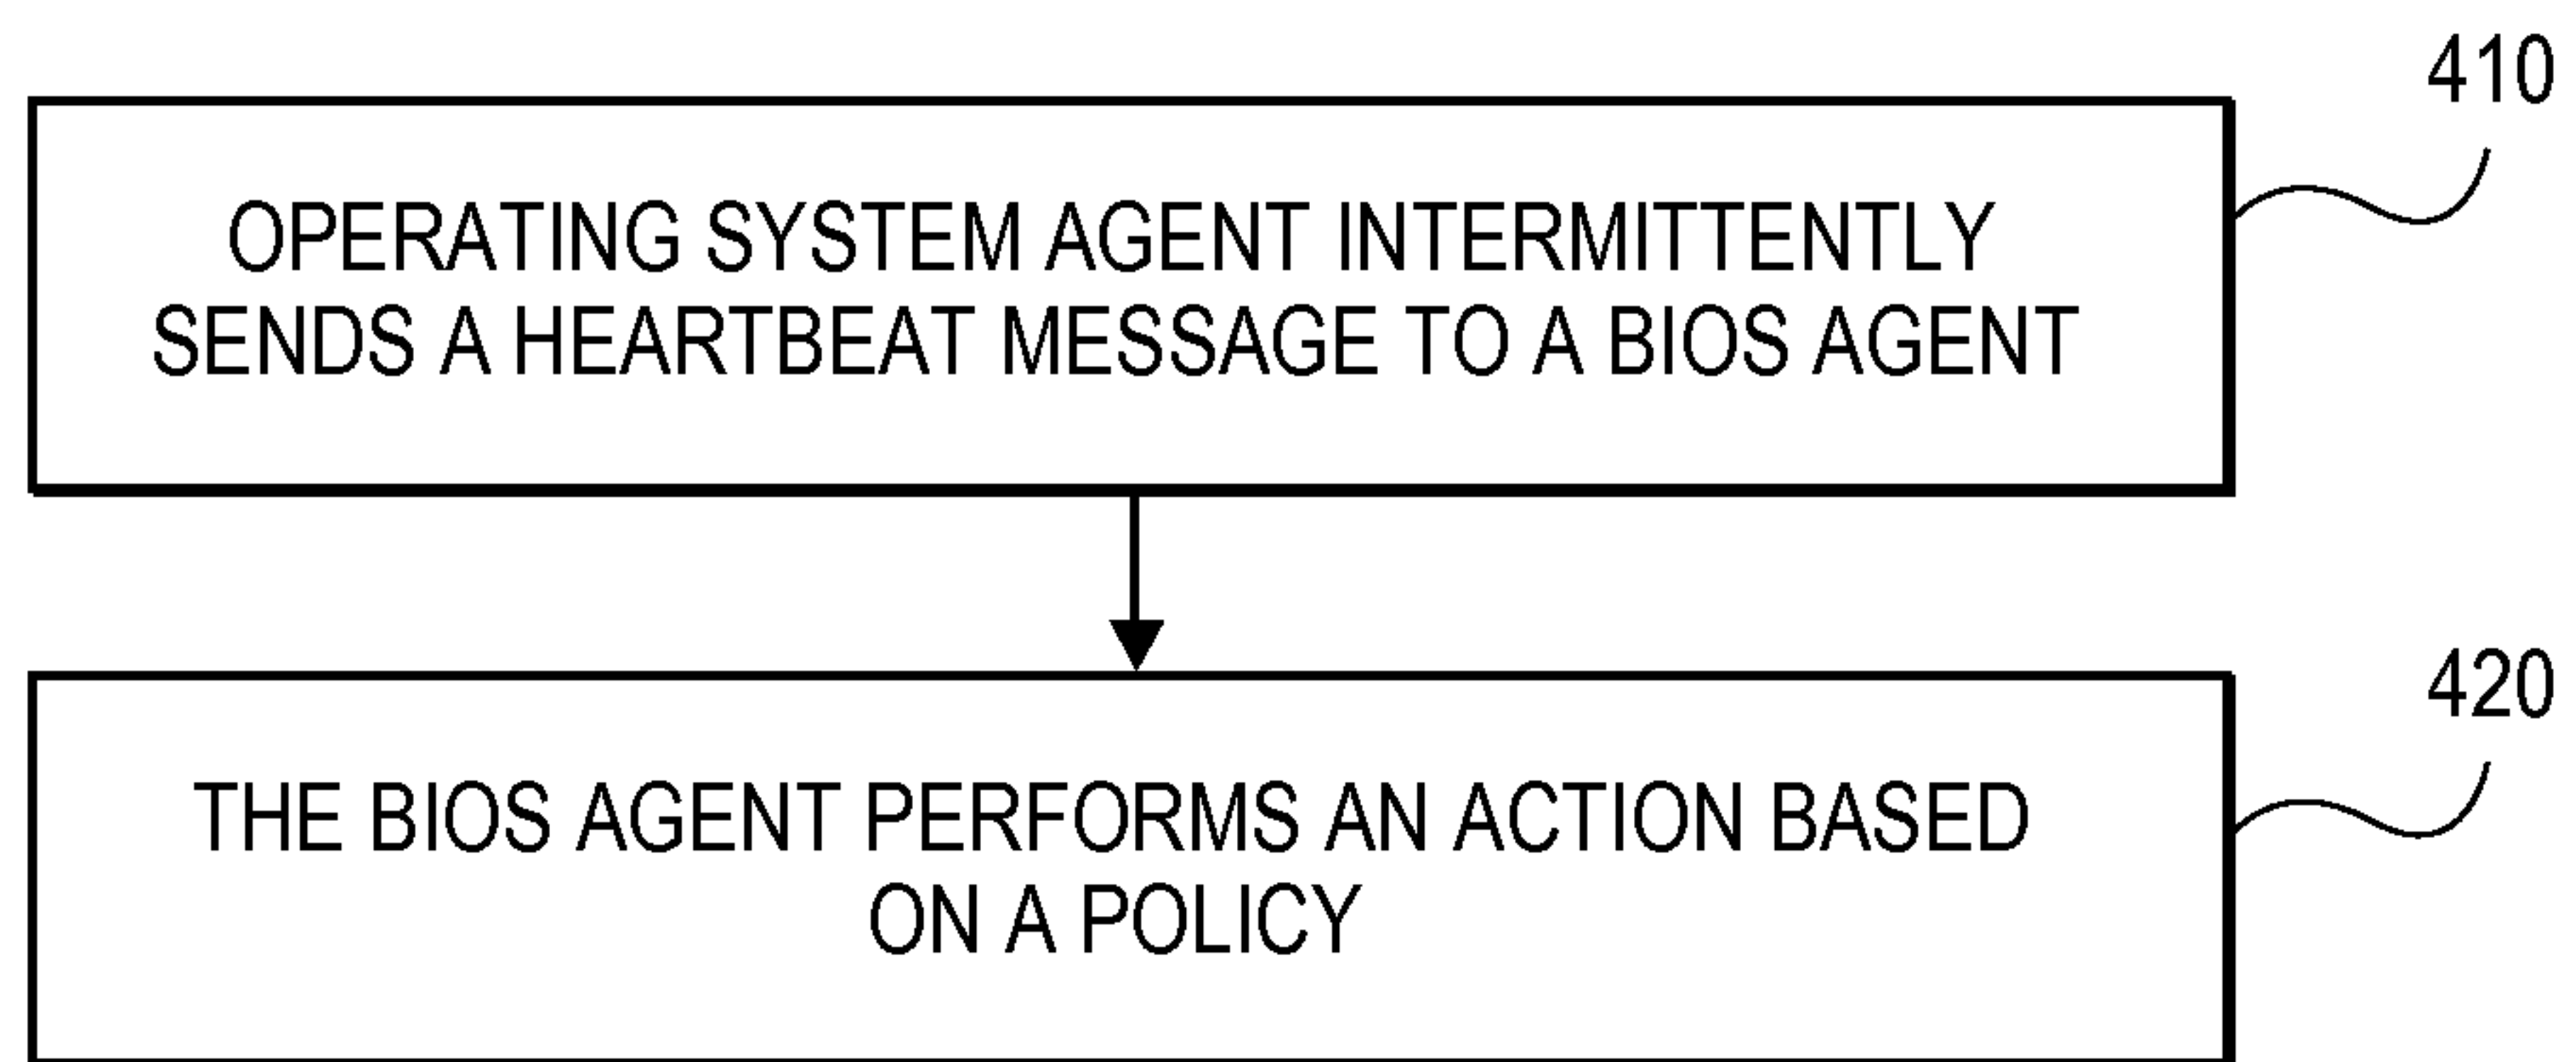 410
OPERATING SYSTEM AGENT INTERMITTENTLY
SENDS A HEARTBEAT MESSAGE TO A BIOS AGENT
420
THE BIOS AGENT PERFORMS AN ACTION BASED
ON A POLICY